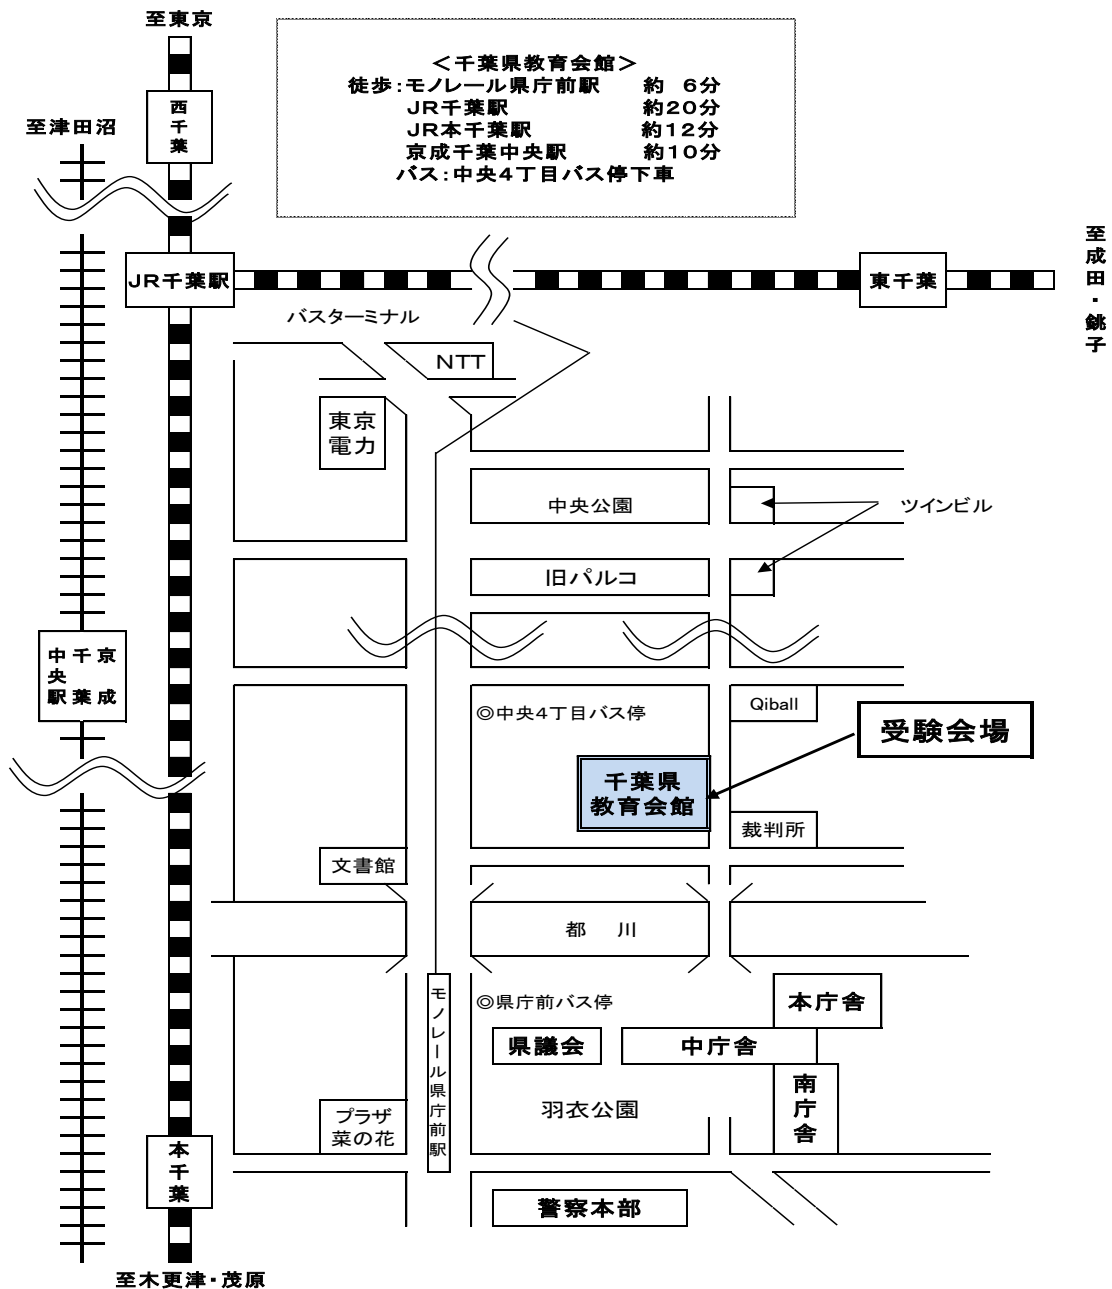 至東京
＜千葉県教育会館＞
徒歩：モノレール県庁前駅　約　６分
ＪＲ千葉駅　約２０分
ＪＲ本千葉駅　約１２分
京成千葉中央駅　約１０分
バス：中央４丁目バス停下車
西千葉
至津田沼
至成田・銚子
ＪＲ千葉駅
東千葉
バスターミナル
ＮＴＴ
東京
電力
中央公園
ツインビル
旧パルコ
京成
千葉
中央駅
Qiball
◎中央４丁目バス停
受験会場
千葉県
教育会館
裁判所
文書館
都　川
モノレール県庁前駅
◎県庁前バス停
本庁舎
県議会
中庁舎
南庁舎
羽衣公園
プラザ
菜の花
本千葉
警察本部
至木更津・茂原